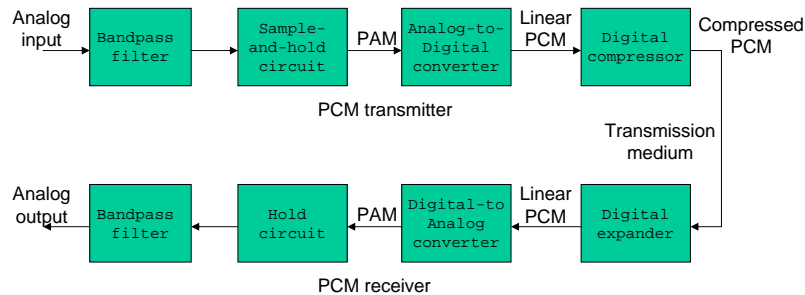 Analog
input
Bandpass
filter
Sample-
and-hold
circuit
PAM
Analog-to-
Digital
converter
Linear
PCM
Digital
compressor
Compressed
PCM
PCM transmitter
Transmission
medium
Analog
output
Bandpass
filter
Hold
circuit
PAM
Digital-to
Analog
converter
Linear
PCM
Digital
expander
PCM receiver